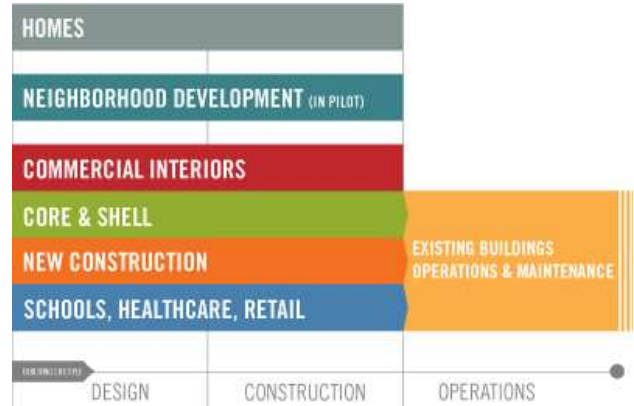 HOMES
NEIGHBORHOOD DEVELOPMENT (IN PILOT)
COMMERCIAL INTERIORS
CORE & SHELL
NEW CONSTRUCTION
EXISTING BUILDINGS
OPERATIONS & MAINTENANCE
SCHOOLS, HEALTHCARE, RETAIL
DESIGN
CONSTRUCTION
OPERATIONS